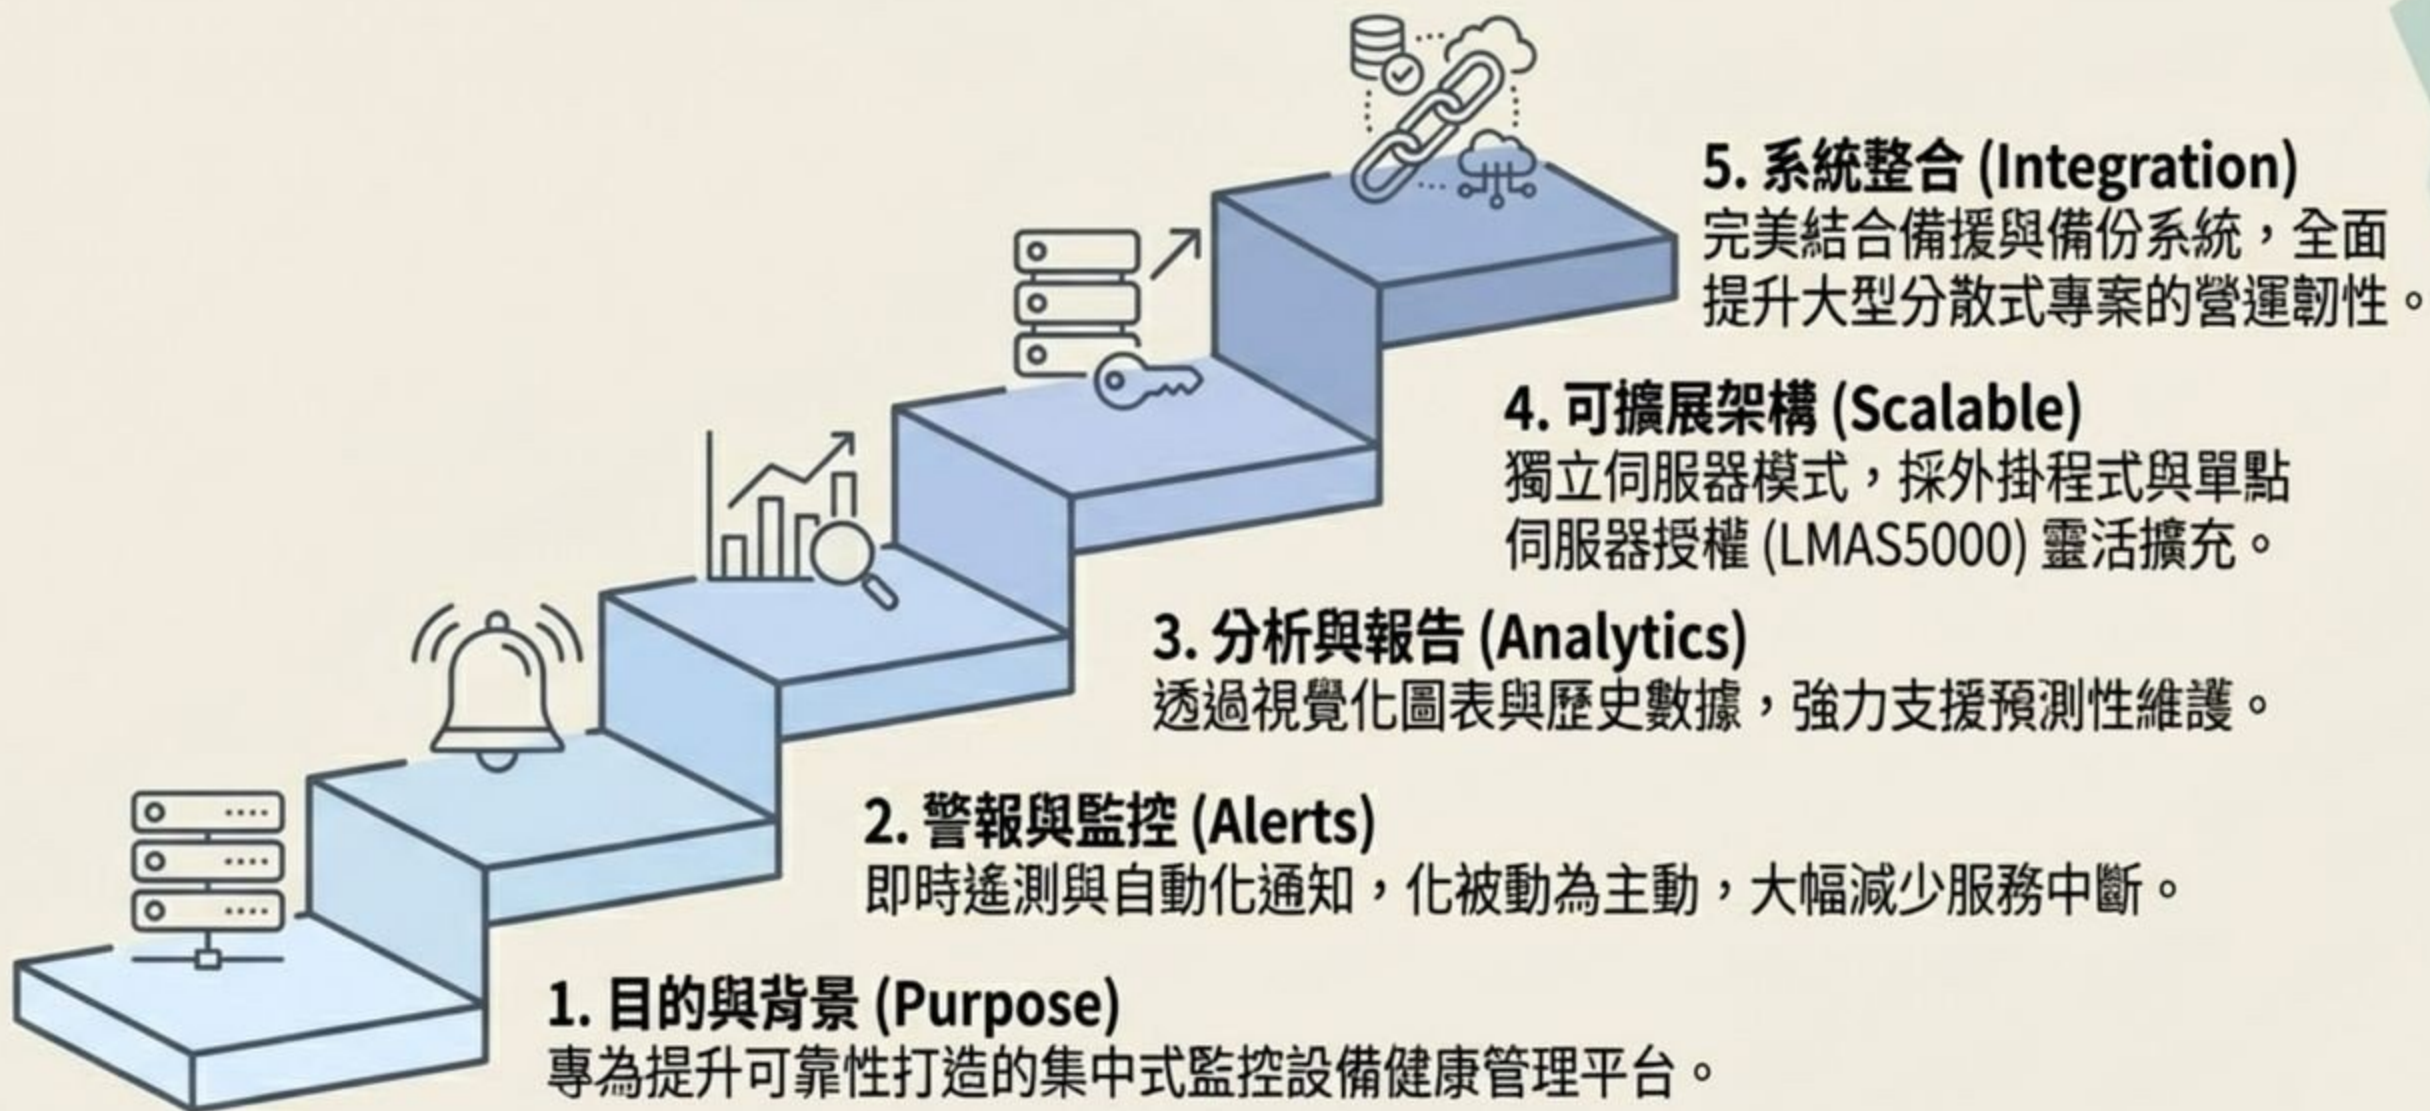 5. 系統整合 (Integration)
完美結合備援與備份系統，全面
提升大型分散式專案的營運韌性。
4. 可擴展架構 (Scalable)
獨立伺服器模式，採外掛程式與單點
伺服器授權 (LMAS5000) 靈活擴充。
3. 分析與報告 (Analytics)
透過視覺化圖表與歷史數據，強力支援預測性維護。
2. 警報與監控 (Alerts)
即時遙測與自動化通知，化被動為主動，大幅減少服務中斷。
1. 目的與背景 (Purpose)
專為提升可靠性打造的集中式監控設備健康管理平台。